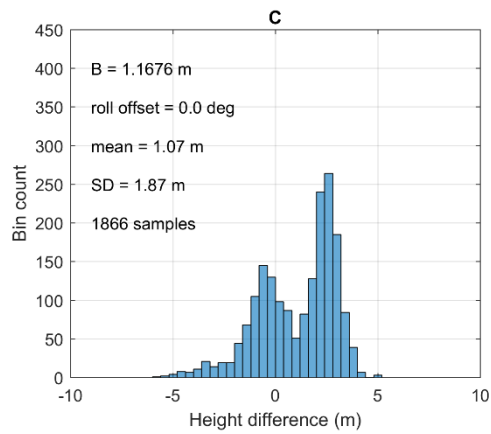 C
450
400
350
300
250
200
150
100
50
0
Bin count
B = 1.1676 m
roll offset = 0.0 deg
mean = 1.07 m
SD = 1.87 m
1866 samples
-10
-5
0
5
10
Height difference (m)